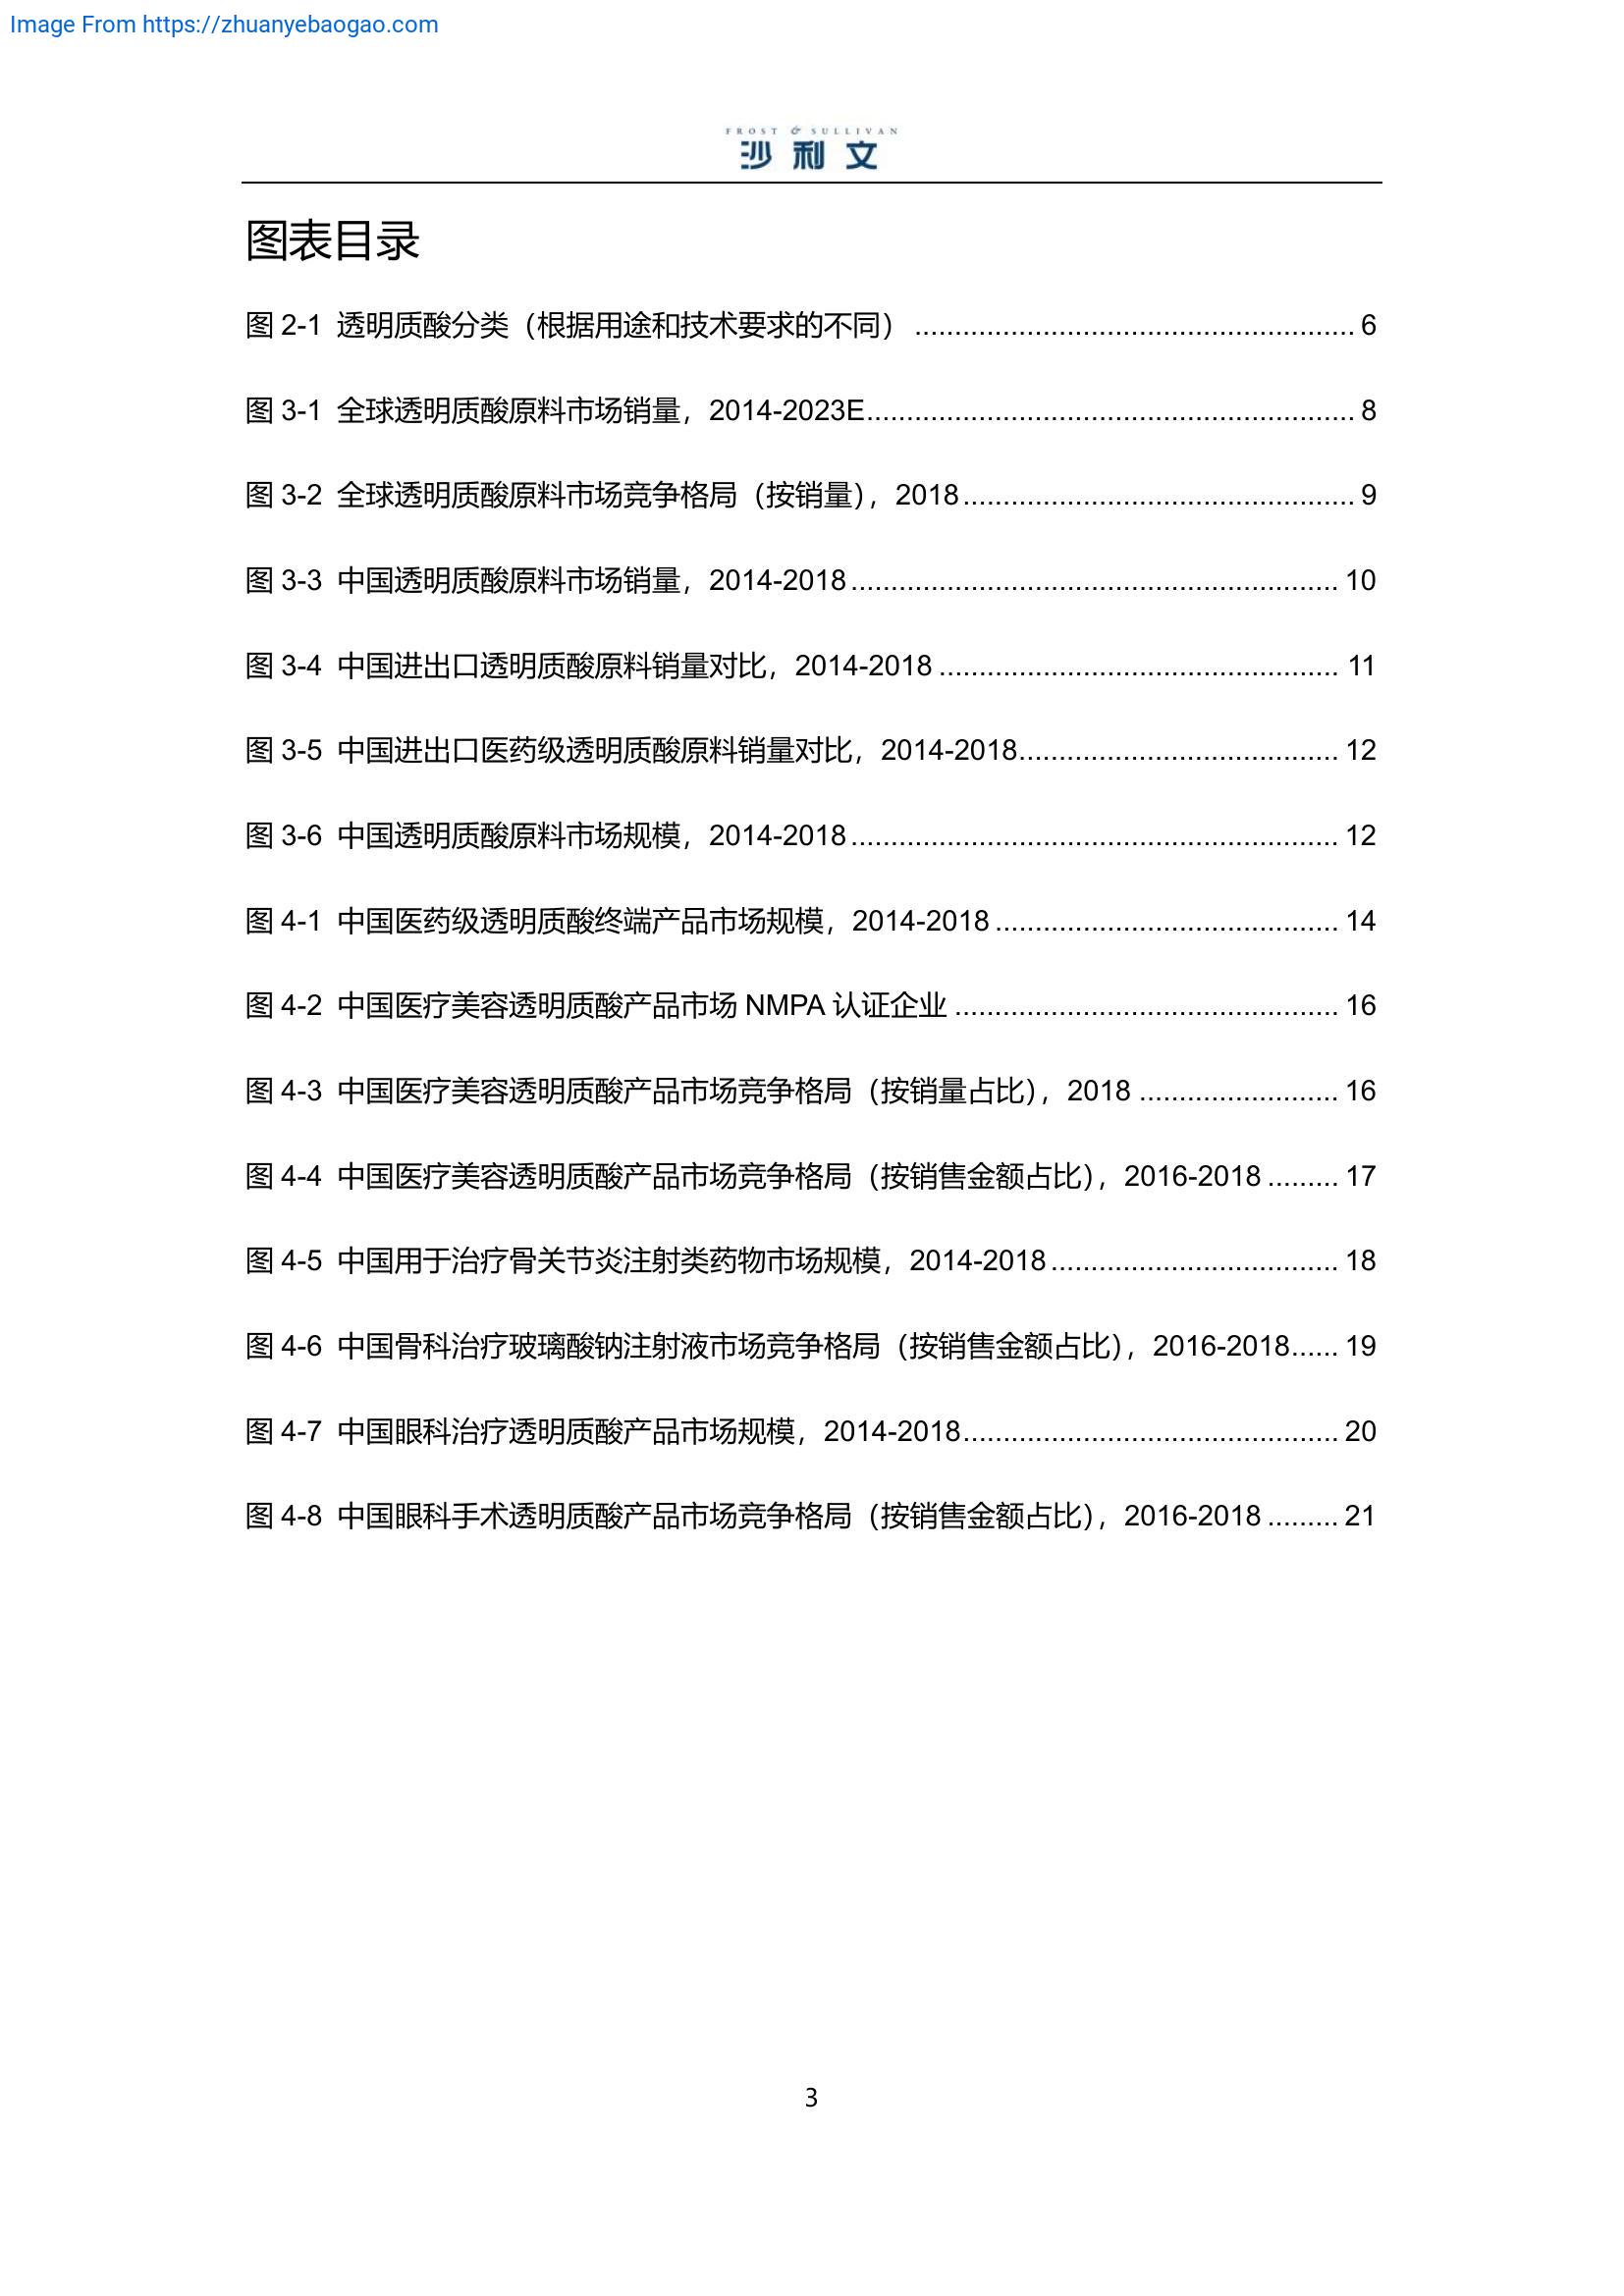 Image From https://zhuanyebaogao.com
FROST & SULLIVAN
沙利文
图表目录
图 2-1 透明质酸分类（根据用途和技术要求的不同） ........................................................ 6
图 3-1 全球透明质酸原料市场销量，2014-2023E.............................................................. 8
图 3-2 全球透明质酸原料市场竞争格局（按销量），2018.................................................. 9
图 3-3 中国透明质酸原料市场销量，2014-2018.............................................................. 10
图 3-4 中国进出口透明质酸原料销量对比，2014-2018 ................................................... 11
图 3-5 中国进出口医药级透明质酸原料销量对比，2014-2018......................................... 12
图 3-6 中国透明质酸原料市场规模，2014-2018.............................................................. 12
图 4-1 中国医药级透明质酸终端产品市场规模，2014-2018 ............................................ 14
图 4-2 中国医疗美容透明质酸产品市场 NMPA 认证企业 ................................................. 16
图 4-3 中国医疗美容透明质酸产品市场竞争格局（按销量占比），2018 ......................... 16
图 4-4 中国医疗美容透明质酸产品市场竞争格局（按销售金额占比），2016-2018 ......... 17
图 4-5 中国用于治疗骨关节炎注射类药物市场规模，2014-2018..................................... 18
图 4-6 中国骨科治疗玻璃酸钠注射液市场竞争格局（按销售金额占比），2016-2018...... 19
图 4-7 中国眼科治疗透明质酸产品市场规模，2014-2018................................................ 20
图 4-8 中国眼科手术透明质酸产品市场竞争格局（按销售金额占比），2016-2018 ......... 21
3